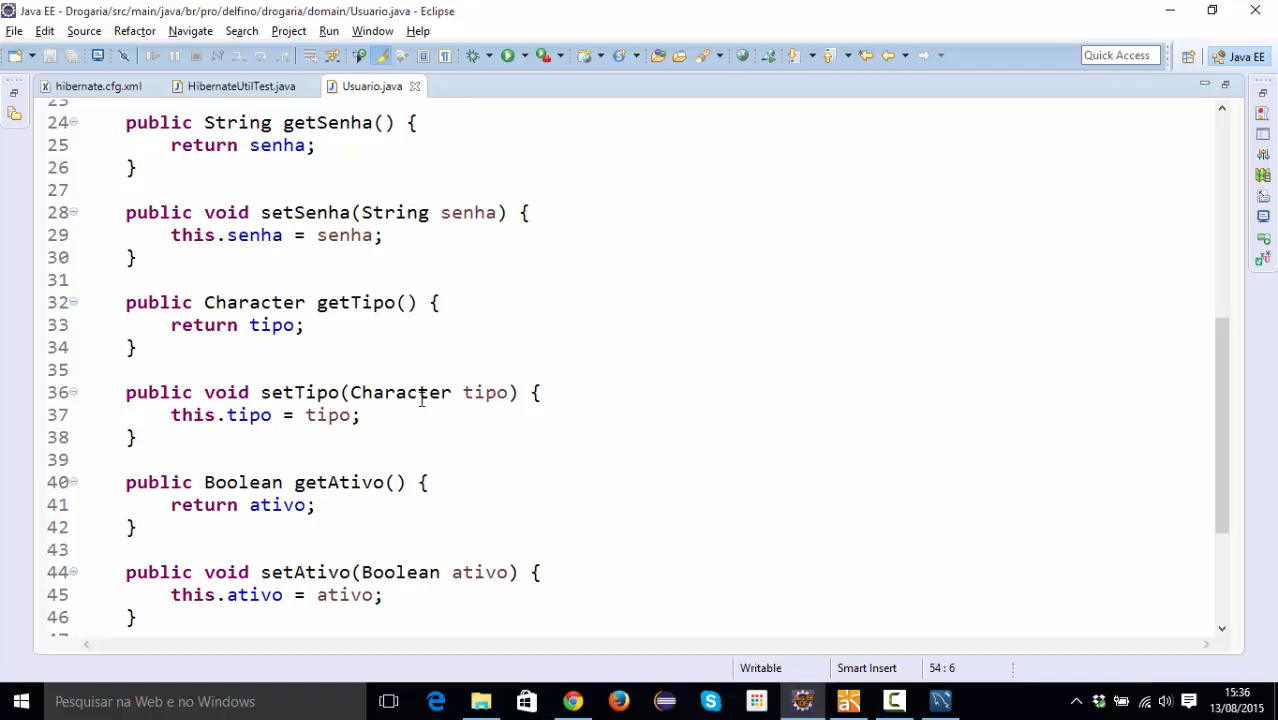 Java EE - Drogaria/src/main/java/br/pro/delfino/drogaria/domain/Usuario.java - Eclipse
File Edit Source Refactor Navigate Search Project Run Window Help
Quick Access Java EE
hibernate.cfg.xml HibernateUtilTest.java Usuario.java
23
24 public String getSenha() {
25 return senha;
26 }
27
28 public void setSenha(String senha) {
29 this.senha = senha;
30 }
31
32 public Character getTipo() {
33 return tipo;
34 }
35
36 public void setTipo(Character tipo) {
37 this.tipo = tipo;
38 }
39
40 public Boolean getAtivo() {
41 return ativo;
42 }
43
44 public void setAtivo(Boolean ativo) {
45 this.ativo = ativo;
46 }
47
Writable Smart Insert 54 : 6
Pesquisar na Web e no Windows
15:36
13/08/2015